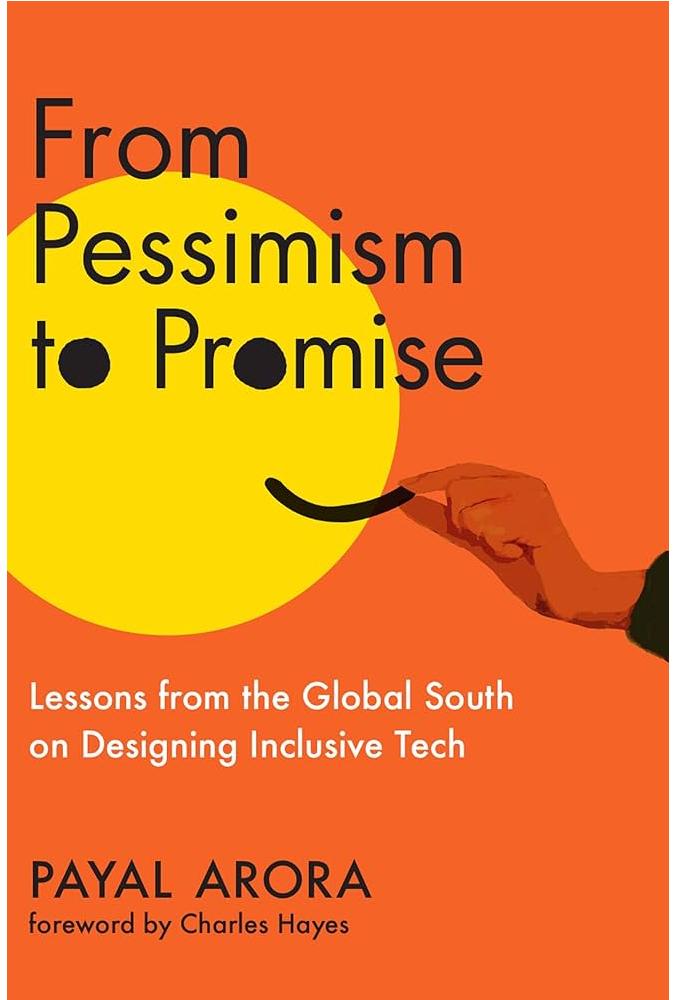 From
Pessimism
to Promise
Lessons from the Global South
on Designing Inclusive Tech
PAYAL ARORA
foreword by Charles Hayes